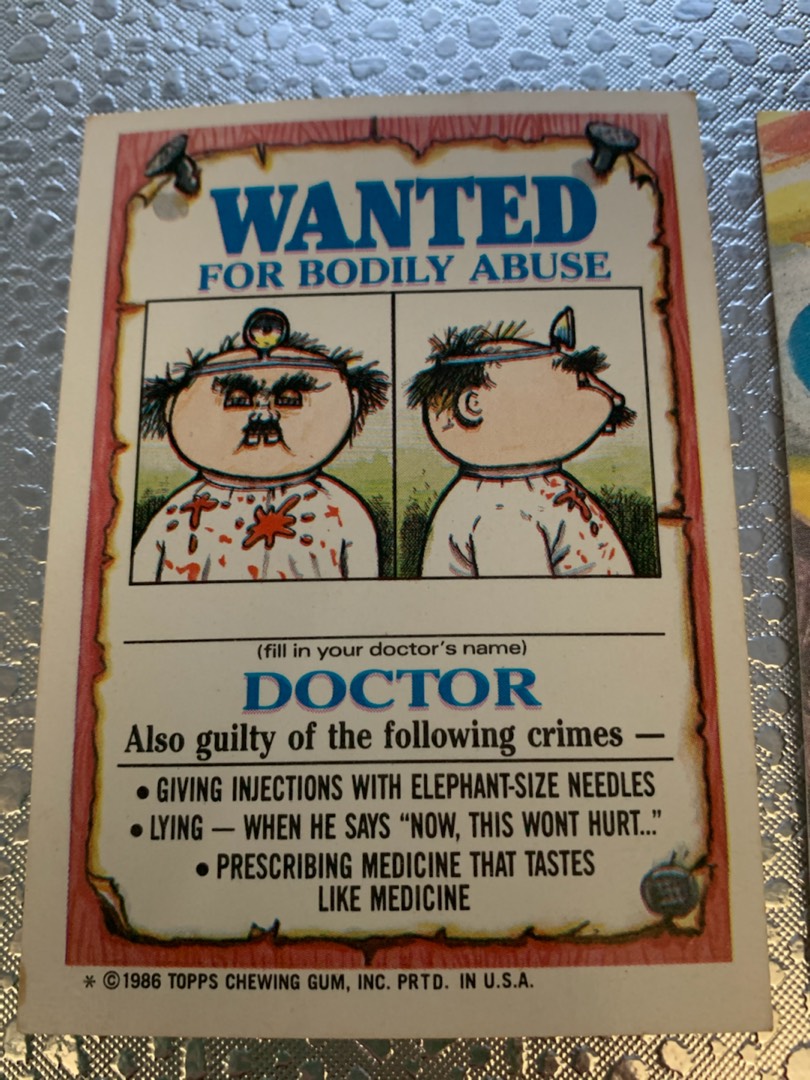 WANTED
FOR BODILY ABUSE
(fill in your doctor's name)
DOCTOR
Also guilty of the following crimes —
• GIVING INJECTIONS WITH ELEPHANT-SIZE NEEDLES
• LYING — WHEN HE SAYS “NOW, THIS WONT HURT...”
• PRESCRIBING MEDICINE THAT TASTES
LIKE MEDICINE
* ©1986 TOPPS CHEWING GUM, INC. PRTD. IN U.S.A.